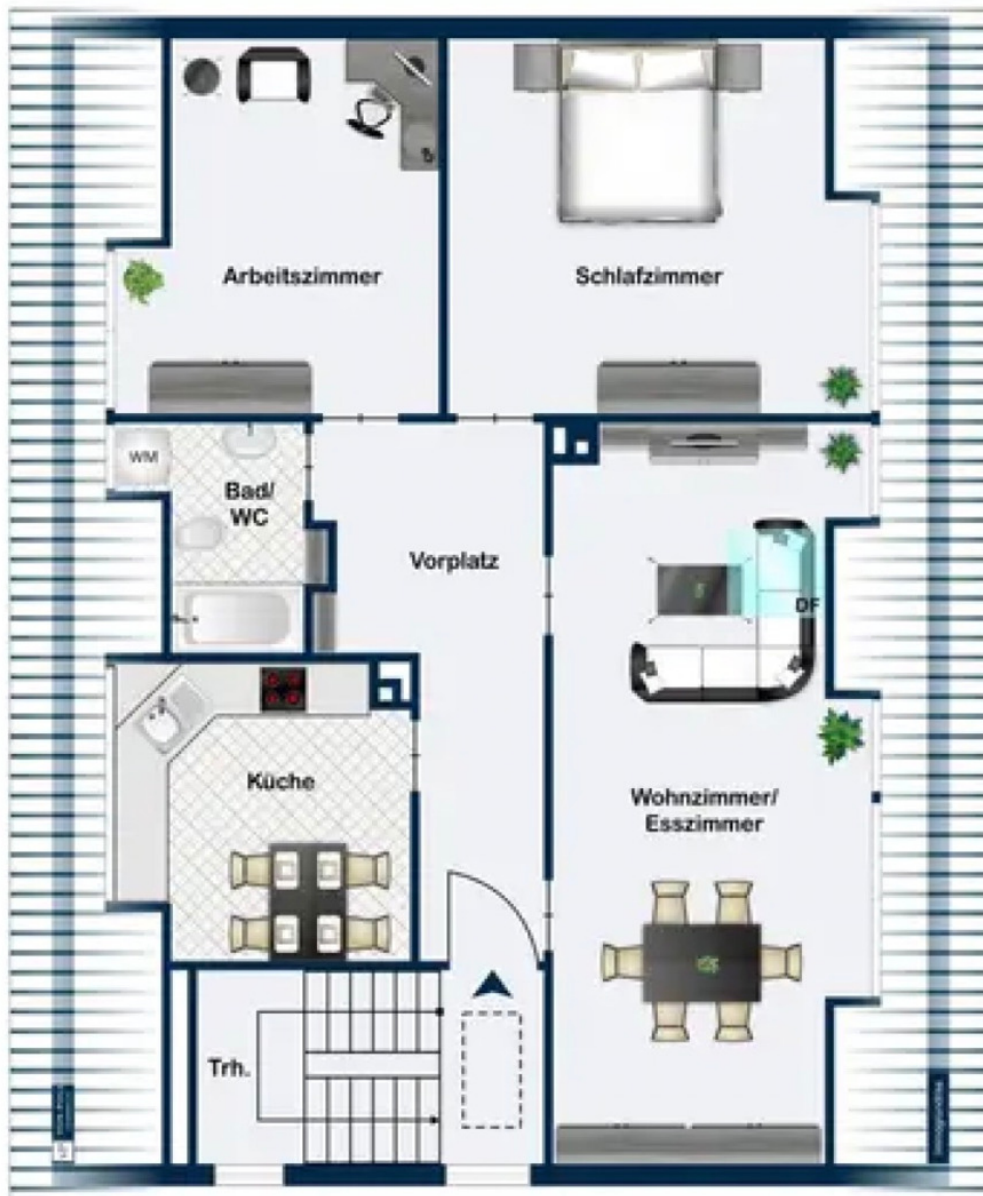 Arbeitszimmer
Schlafzimmer
WM
Bad/
WC
Vorplatz
DF
Küche
Wohnzimmer/
Esszimmer
Trh.